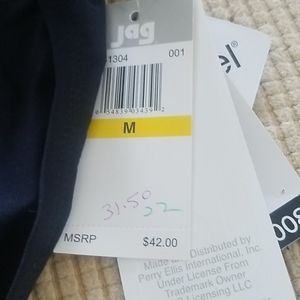 jag
001
M
31.50
22
MSRP $42.00
Distributed by
Perry Ellis International, Inc.
Under License From
Trademark Owner
Licensing LLC